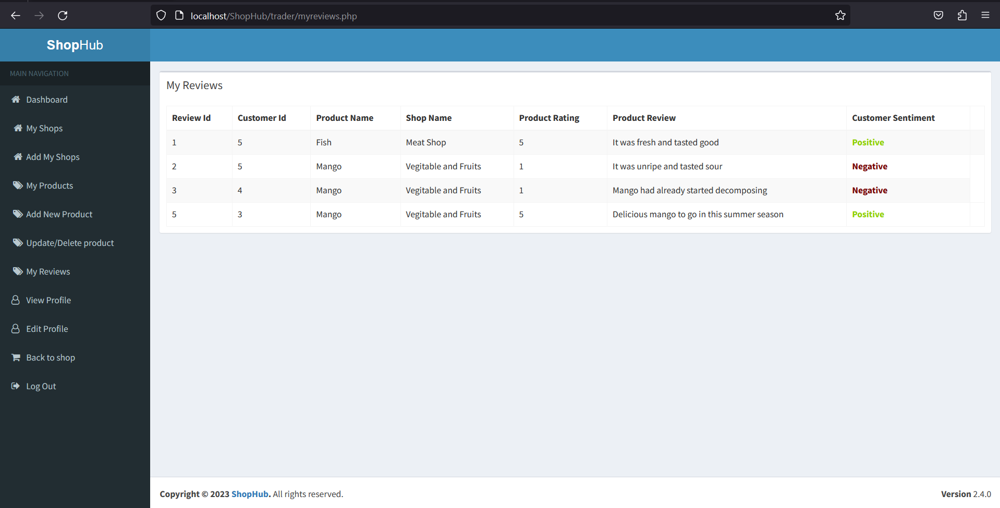 localhost/ShopHub/trader/myreviews.php
ShopHub
MAIN NAVIGATION
Dashboard
My Shops
Add My Shops
My Products
Add New Product
Update/Delete product
My Reviews
View Profile
Edit Profile
Back to shop
Log Out
My Reviews
Review Id Customer Id Product Name Shop Name Product Rating Product Review Customer Sentiment
1 5 Fish Meat Shop 5 It was fresh and tasted good Positive
2 5 Mango Vegitable and Fruits 1 It was unripe and tasted sour Negative
3 4 Mango Vegitable and Fruits 1 Mango had already started decomposing Negative
5 3 Mango Vegitable and Fruits 5 Delicious mango to go in this summer season Positive
Copyright © 2023 ShopHub. All rights reserved. Version 2.4.0